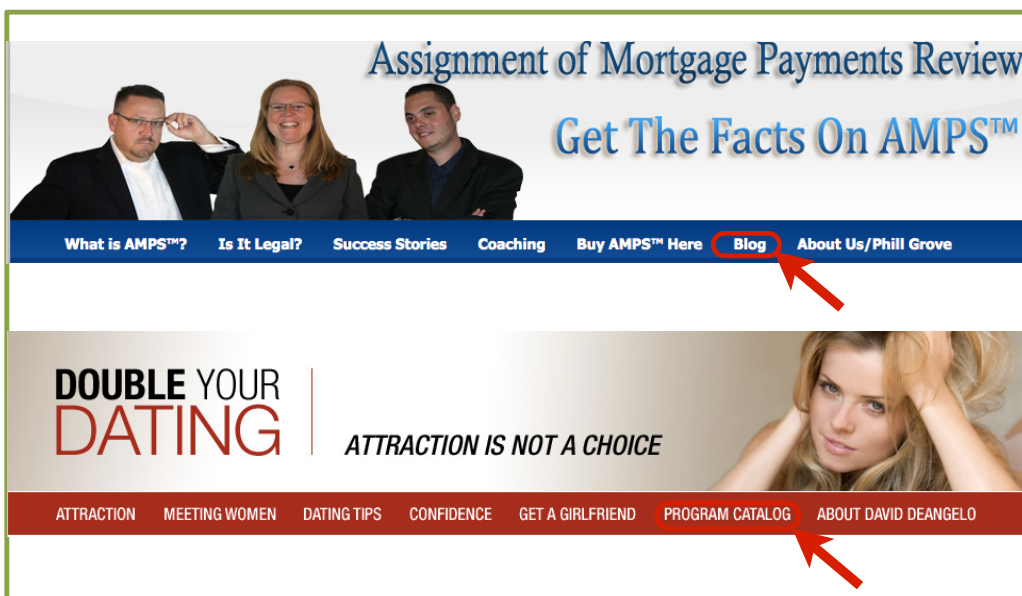 Assignment of Mortgage Payments Review
Get The Facts On AMPS™
What is AMPS™? Is It Legal? Success Stories Coaching Buy AMPS™ Here Blog About Us/Phill Grove
DOUBLE YOUR
DATING
ATTRACTION IS NOT A CHOICE
ATTRACTION MEETING WOMEN DATING TIPS CONFIDENCE GET A GIRLFRIEND PROGRAM CATALOG ABOUT DAVID DEANGELO